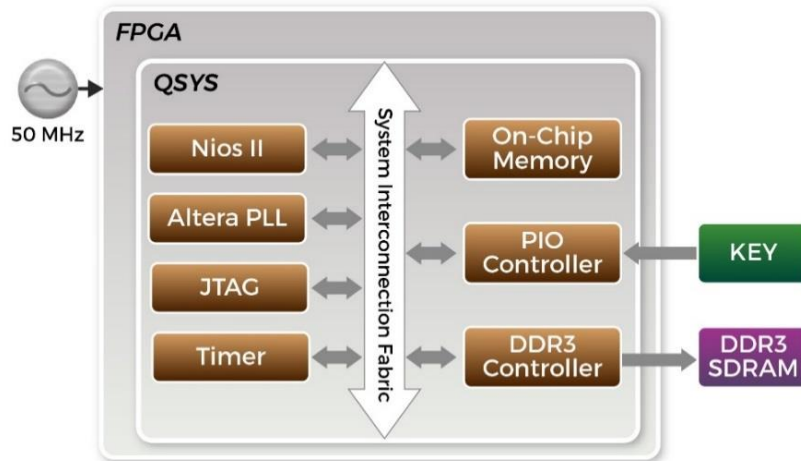 FPGA
QSYS
50 MHz
Nios II
Altera PLL
JTAG
Timer
System Interconnection Fabric
On-Chip
Memory
PIO
Controller
DDR3
Controller
KEY
DDR3
SDRAM